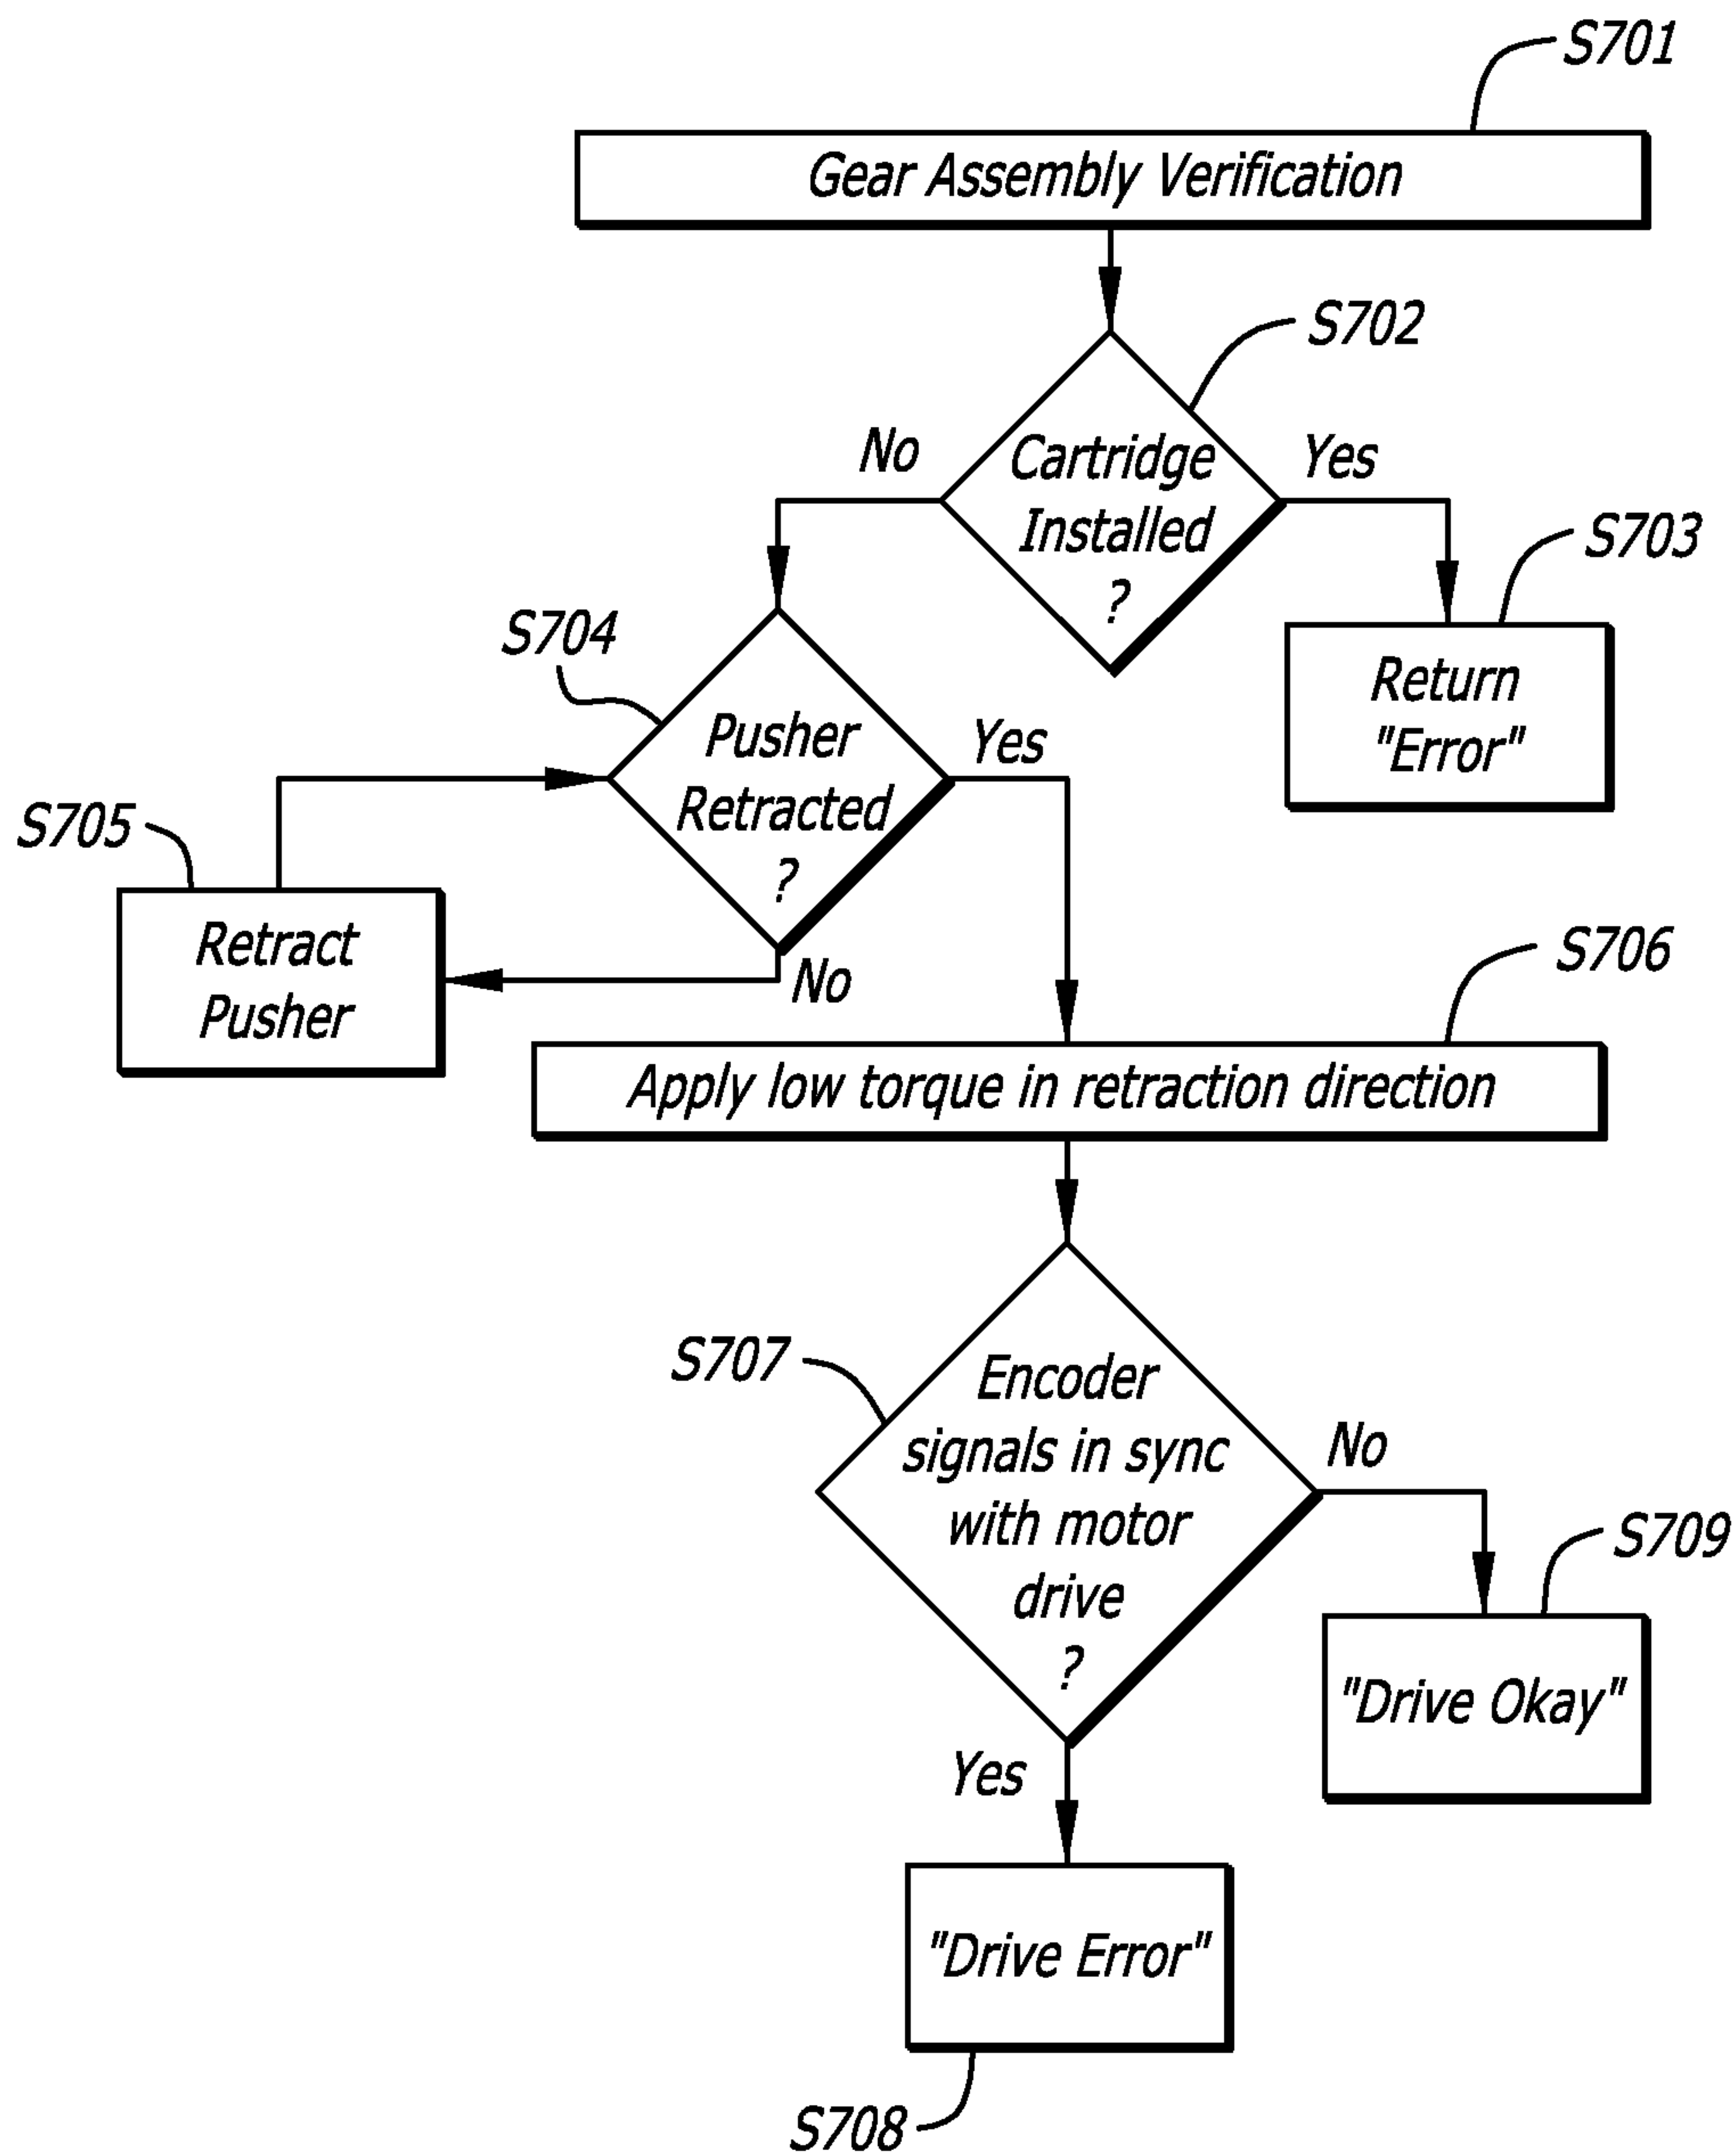 S701
Gear Assembly Verification
S702
No
Cartridge
Installed
?
Yes
S703
Return
"Error"
S704
Pusher
Retracted
?
Yes
No
S705
Retract
Pusher
S706
Apply low torque in retraction direction
S707
Encoder
signals in sync
with motor
drive
?
No
S709
"Drive Okay"
Yes
"Drive Error"
S708